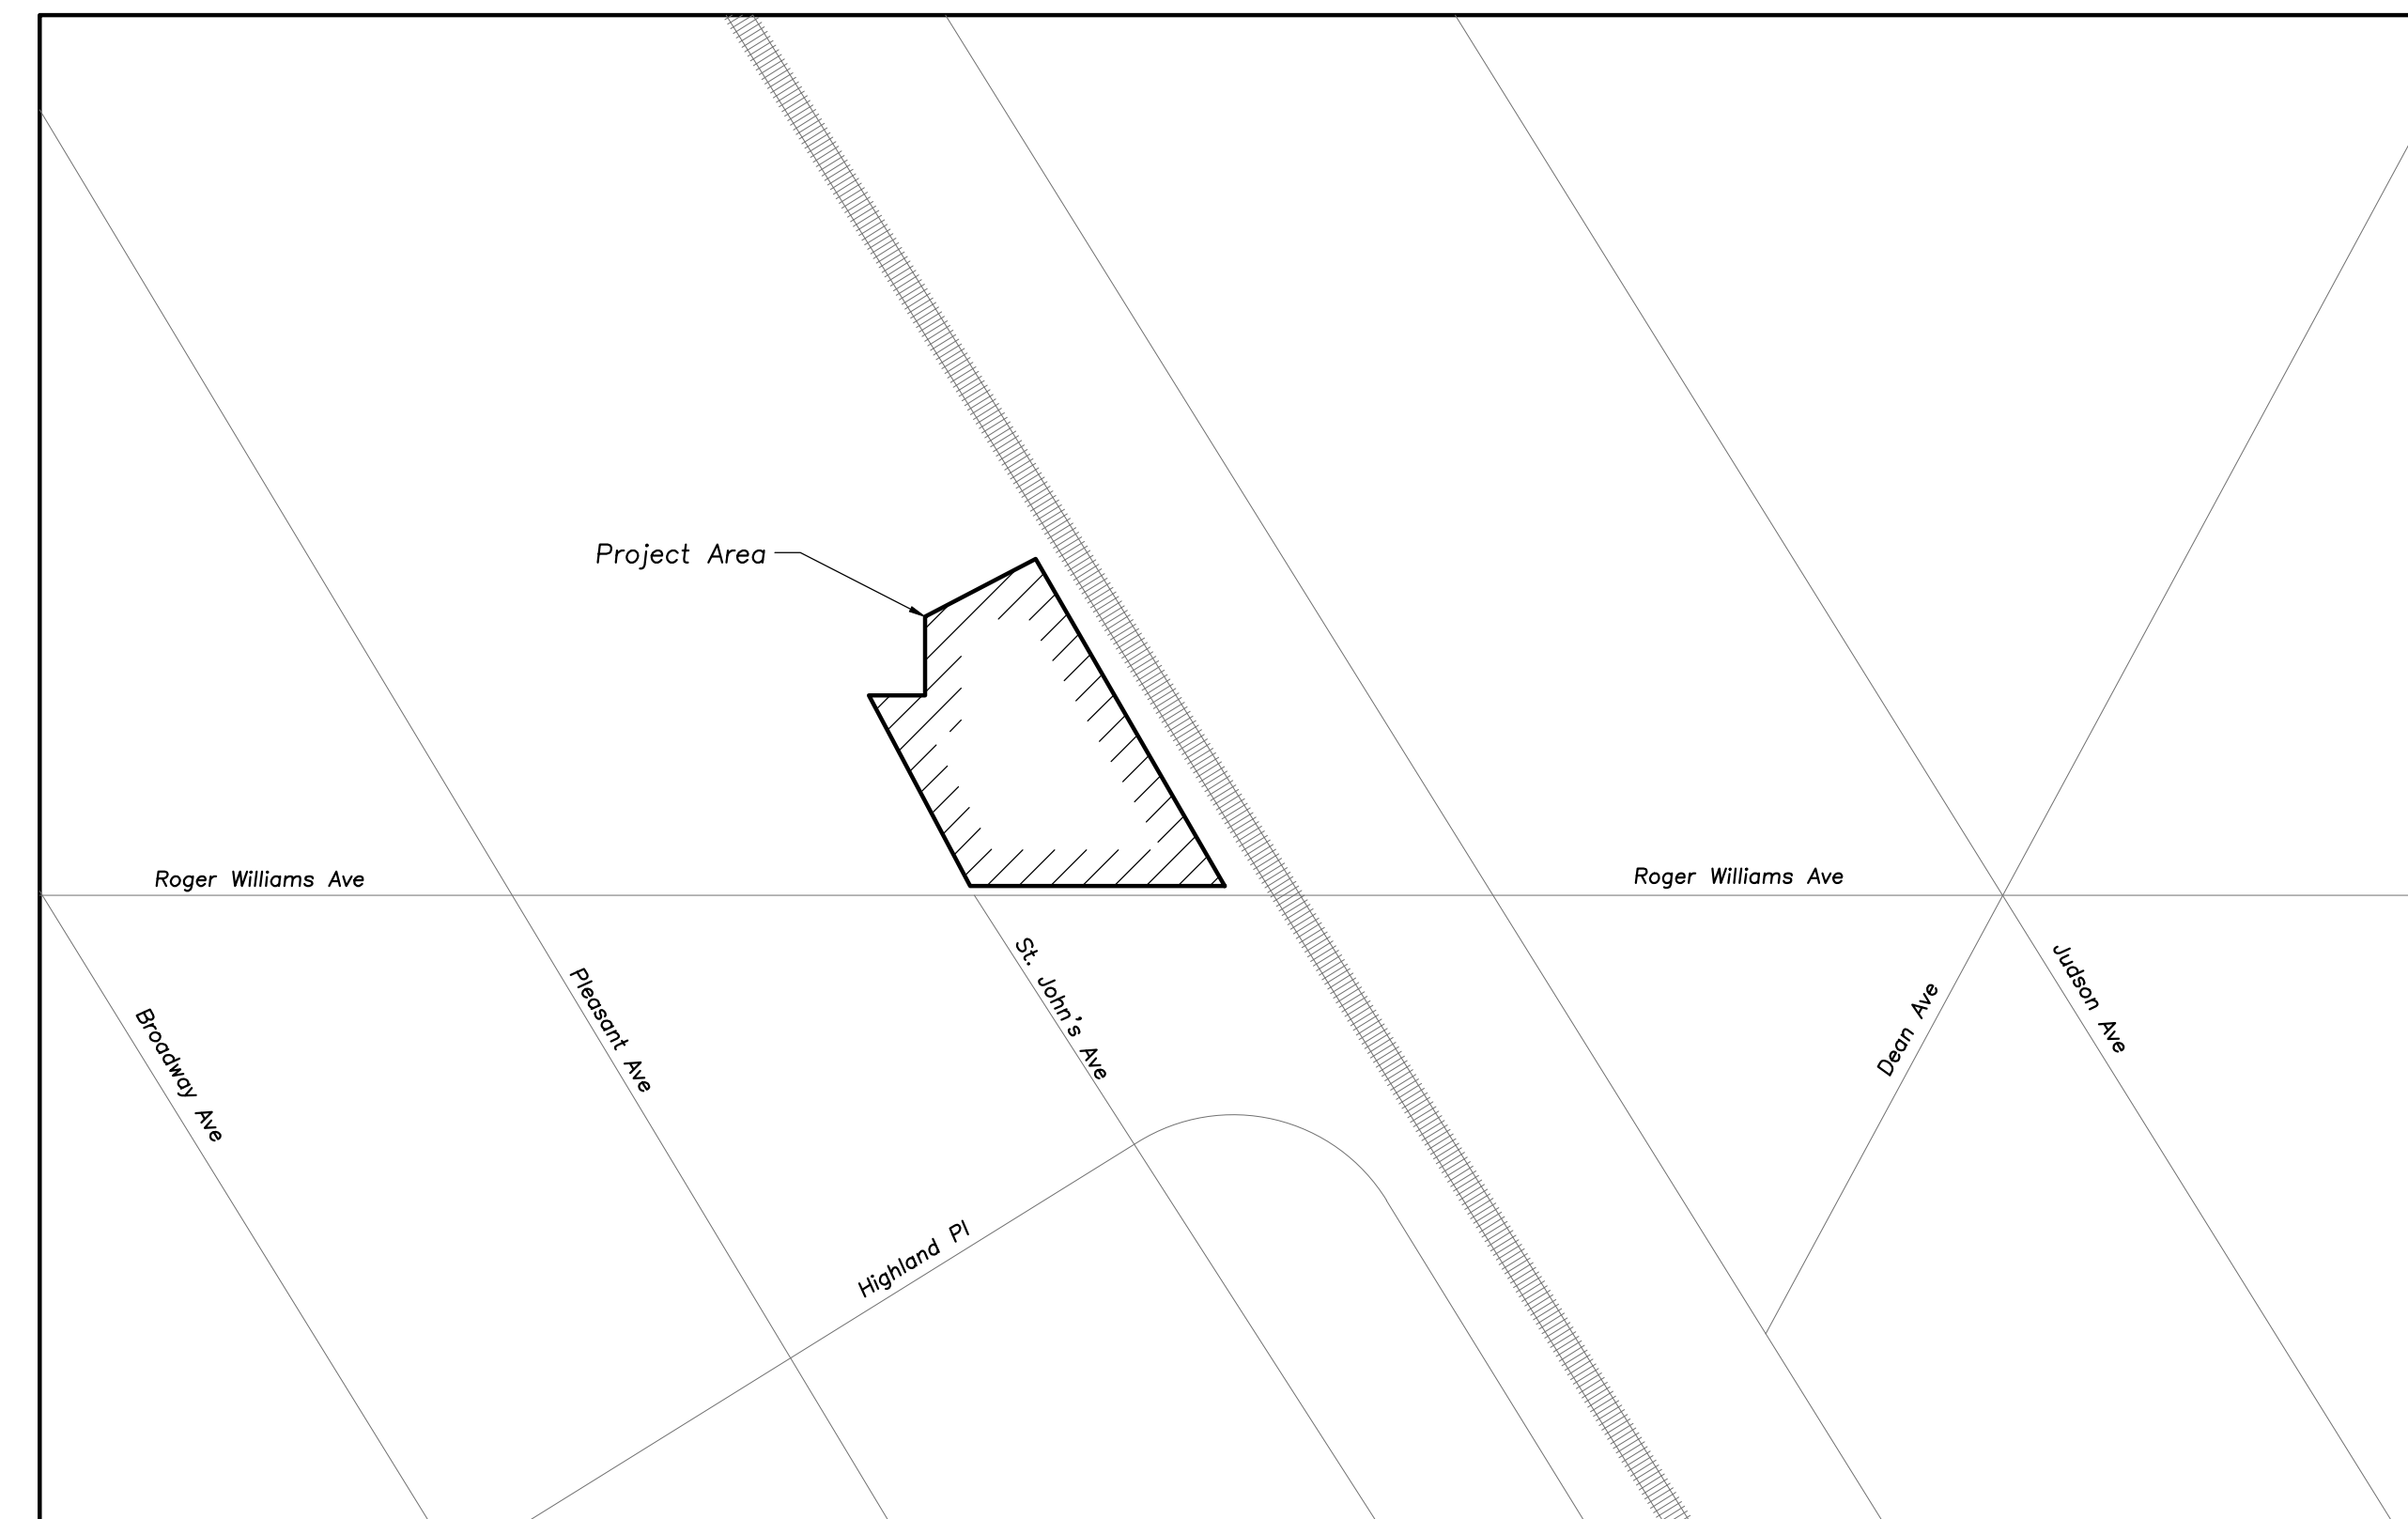 Project Area
Roger Williams Ave
Roger Williams Ave
Broadway Ave
Pleasant Ave
St. John's Ave
Dean Ave
Judson Ave
Highland Pl